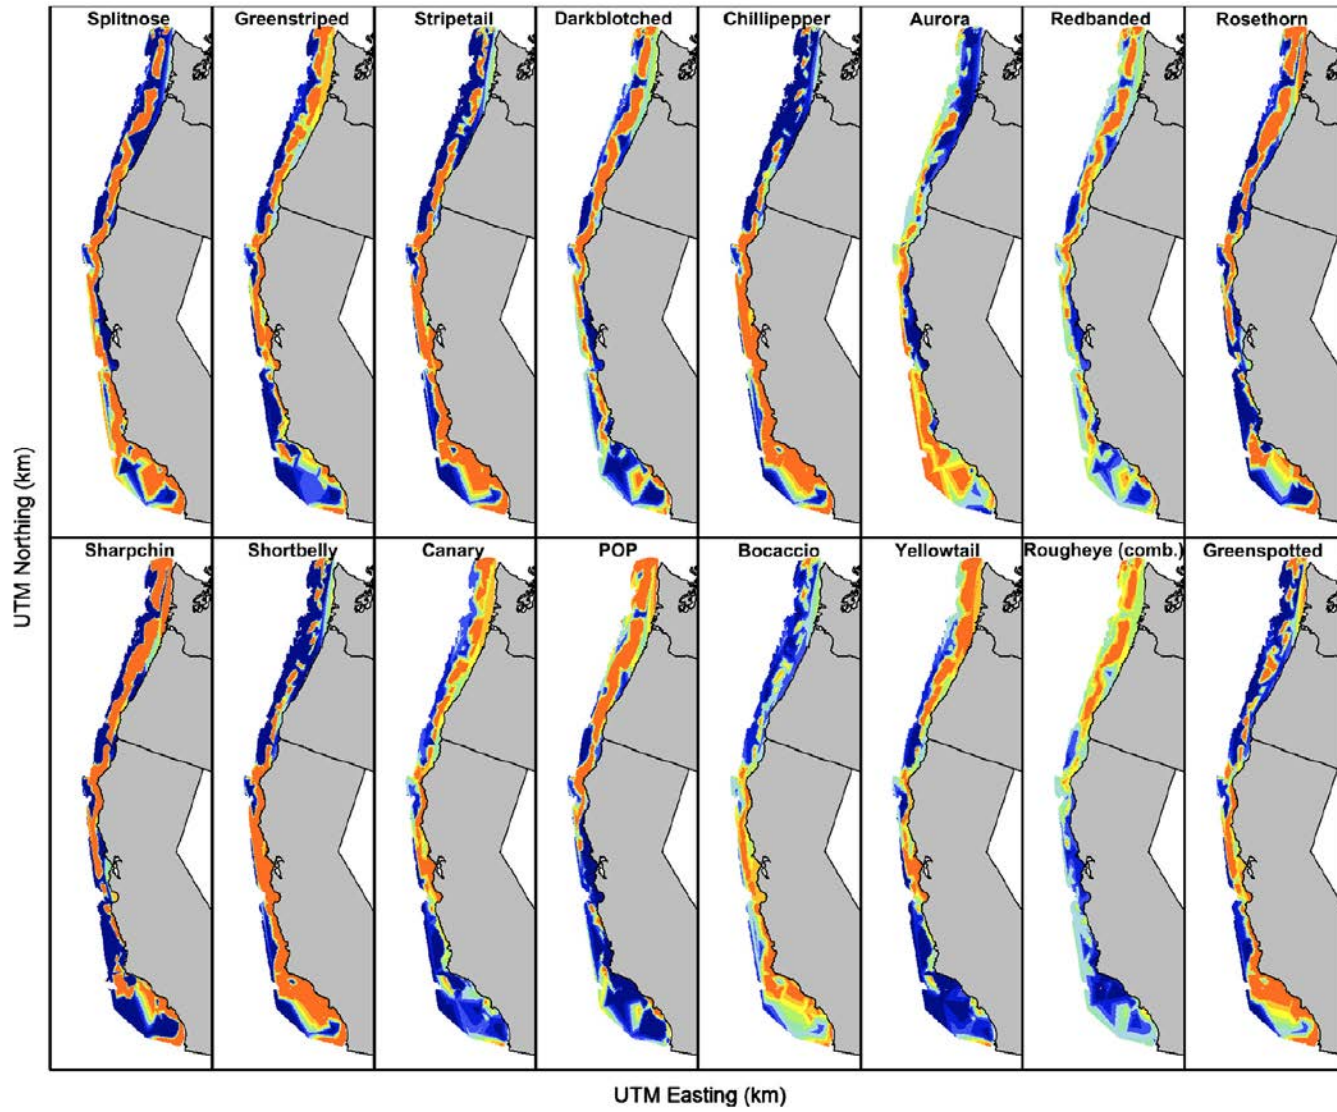 Splitnose Greenstriped Stripetail Darkblotched Chillipepper Aurora Redbanded Rosethorn
Sharpchin Shortbelly Canary POP Bocaccio Yellowtail Rougheye (comb.) Greenspotted
UTM Northing (km)
UTM Easting (km)